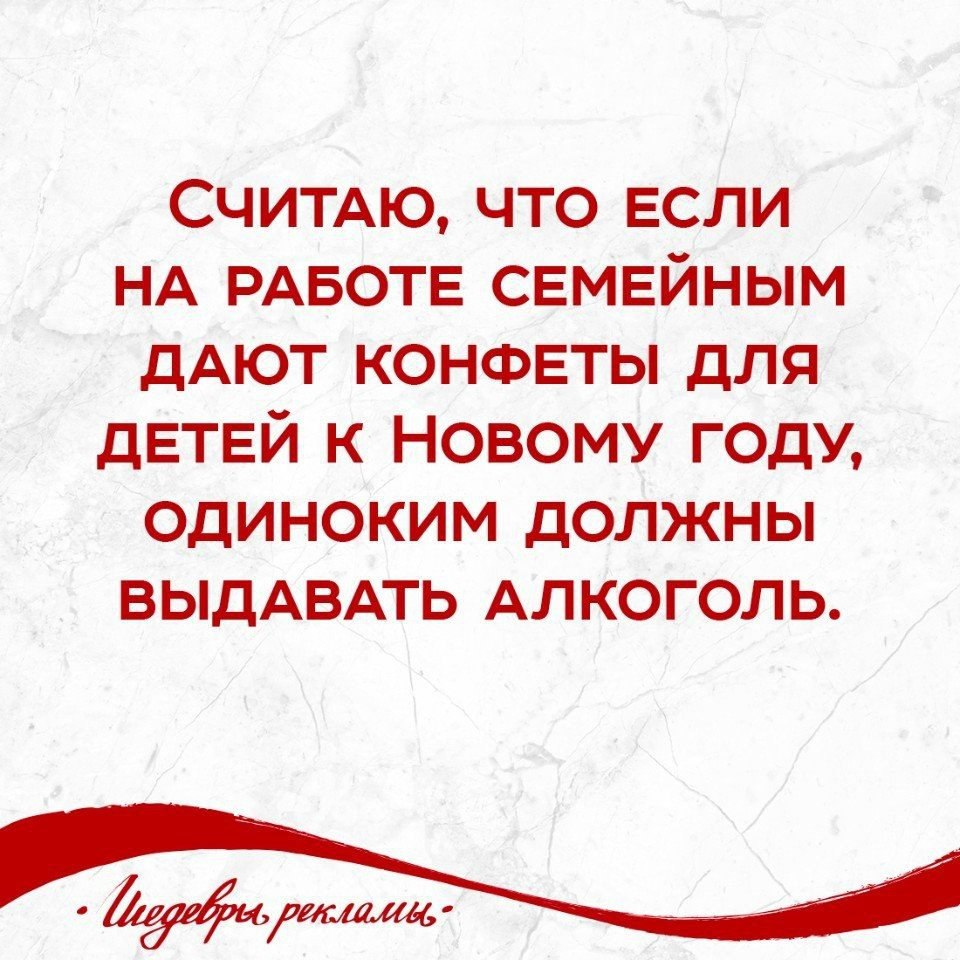 Считаю, что если
на работе семейным
дают конфеты для
детей к Новому году,
одиноким должны
выдавать алкоголь.
• Шедевры рекламы •